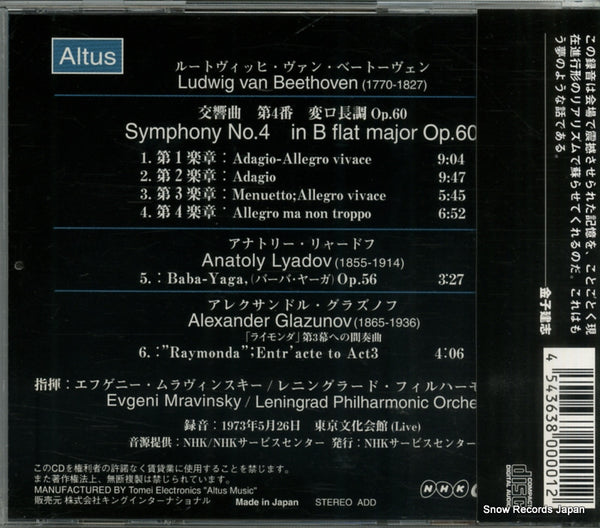 Altus
ルートヴィッヒ・ヴァン・ベートーヴェン
Ludwig van Beethoven (1770-1827)
交響曲 第4番 変ロ長調 Op.60
Symphony No.4 in B flat major Op.60
1. 第1楽章：Adagio-Allegro vivace 9:04
2. 第2楽章：Adagio 9:47
3. 第3楽章：Menuetto;Allegro vivace 5:45
4. 第4楽章：Allegro ma non troppo 6:52
アナトリー・リャードフ
Anatoly Lyadov (1855-1914)
5.：Baba-Yaga,(バーバ・ヤーガ) Op.56 3:27
アレクサンドル・グラズノフ
Alexander Glazunov (1865-1936)
「ライモンダ」第3幕への間奏曲
6.："Raymonda";Entr'acte to Act3 4:06
指揮：エフゲニー・ムラヴィンスキー/レニングラード・フィルハーモ
Evgeni Mravinsky / Leningrad Philharmonic Orche
録音：1973年5月26日 東京文化会館 (Live)
音源提供：NHK/NHKサービスセンター 発行：NHKサービスセンター
このCDを権利者の許諾なく賃貸業に使用することを禁じます。
また著作権法上、無断複製は禁じられています。
MANUFACTURED BY Tomei Electronics "Altus Music"
販売元 株式会社キングインターナショナル
Made in Japan STEREO ADD
NHK
この録音は会場で震撼させられた記憶を、ことごとく現
在進行形のリアリズムで蘇らせてくれるのだ。これはも
う夢のような話である。
金子建志
4 543638 000012
COMPACT
disc
DIGITAL AUDIO
Snow Records Japan
www.snowrecords.jp